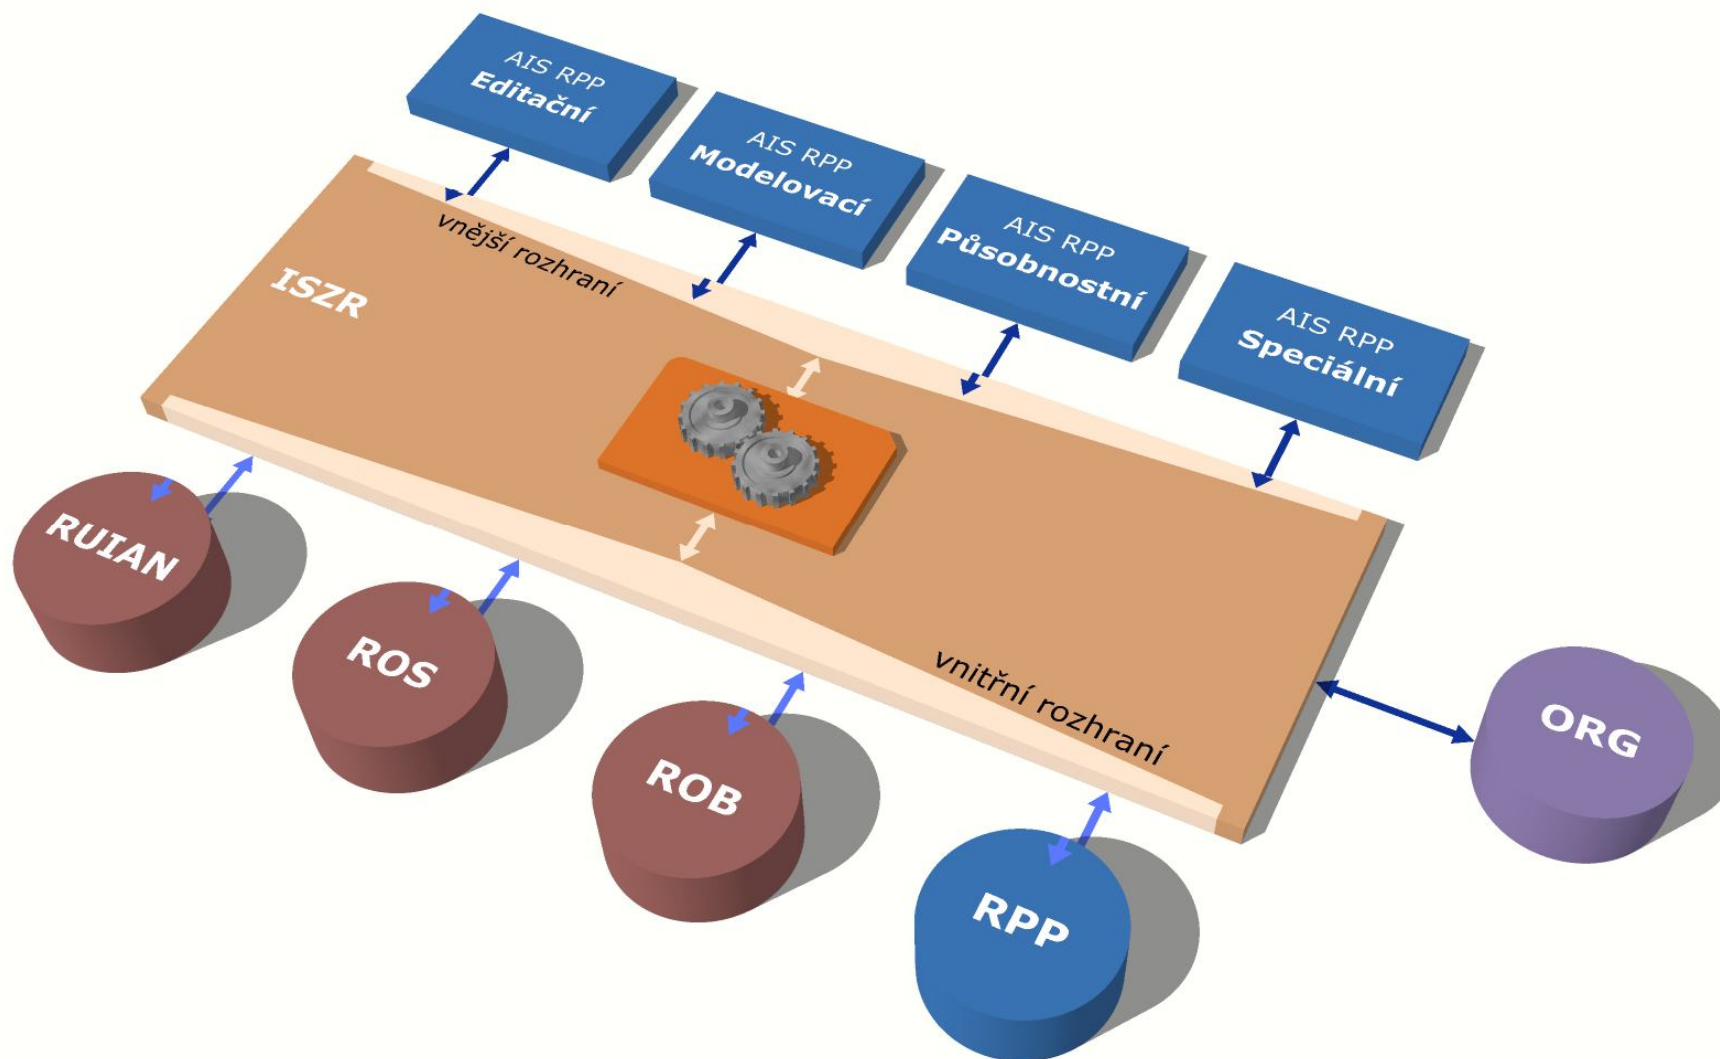 AIS RPP
Editační
AIS RPP
Modelovací
AIS RPP
Působnostní
AIS RPP
Speciální
vnější rozhraní
ISZR
RUIAN
ROS
ROB
vnitřní rozhraní
ORG
RPP